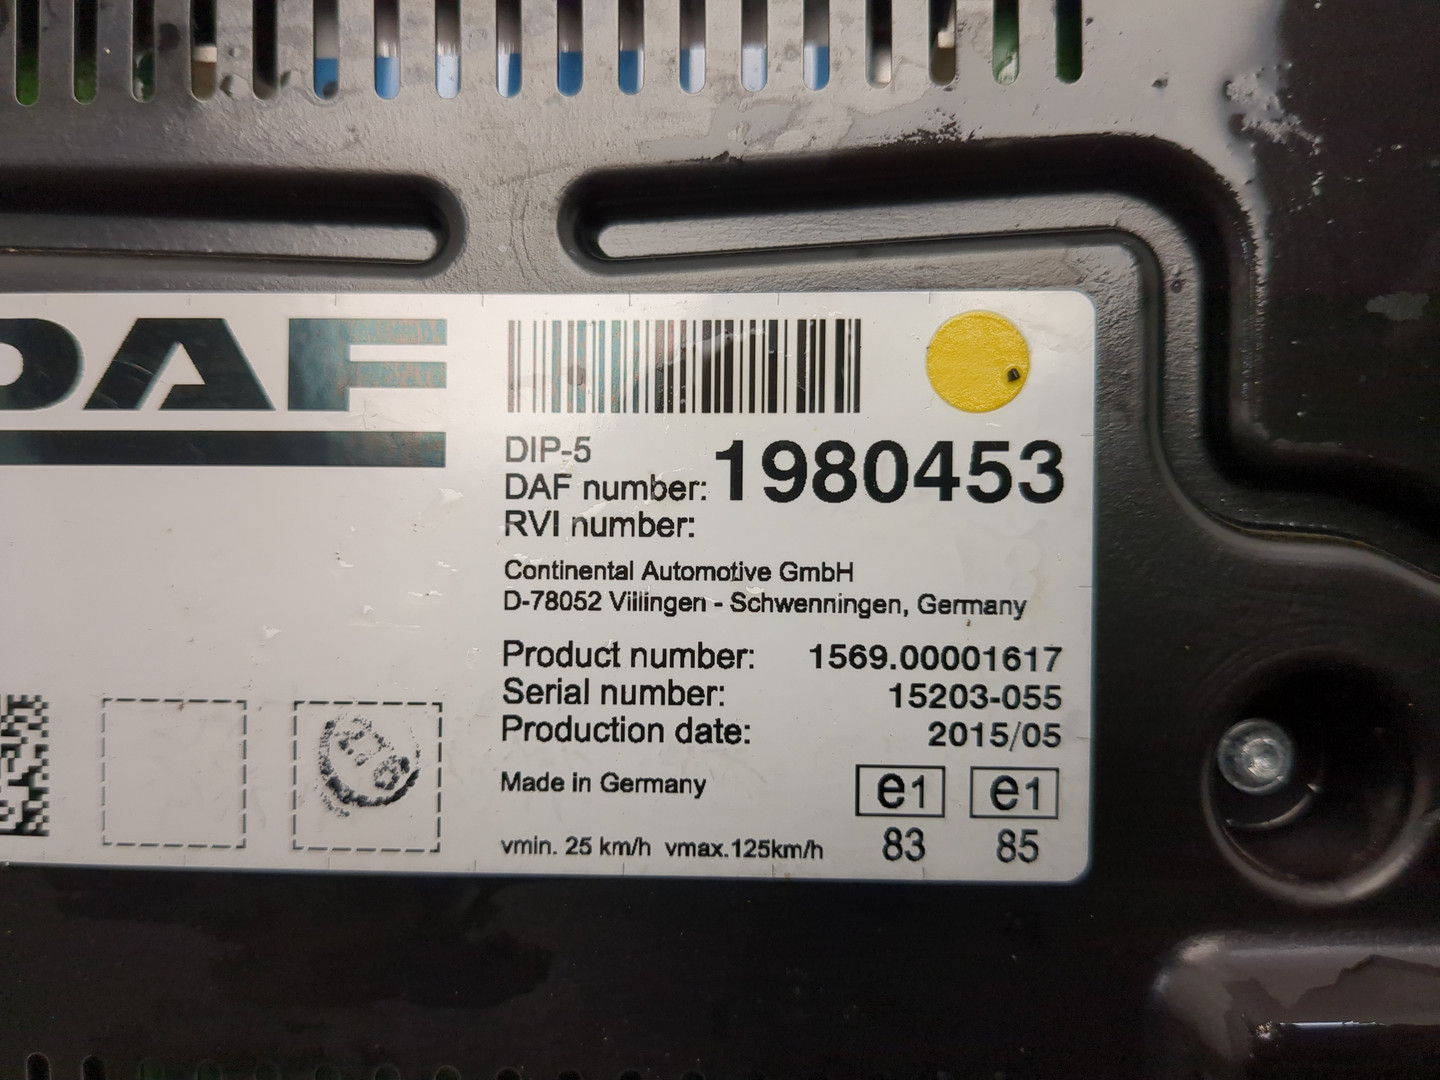 DAF
DIP-5
DAF number: 1980453
RVI number:
Continental Automotive GmbH
D-78052 Villingen - Schwenningen, Germany
Product number: 1569.00001617
Serial number: 15203-055
Production date: 2015/05
Made in Germany e1 e1
vmin. 25 km/h vmax.125km/h 83 85